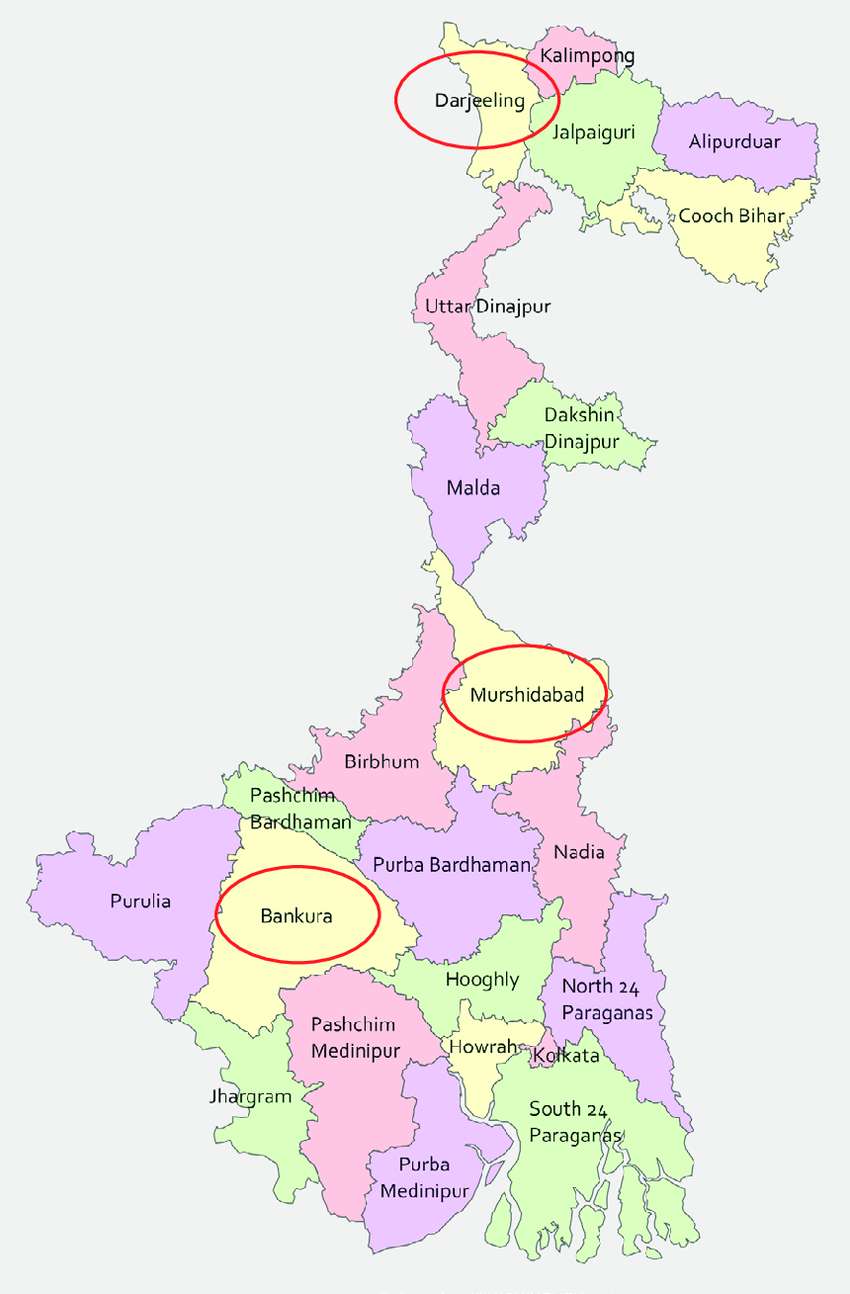 Kalimpong
Darjeeling
Jalpaiguri
Alipurduar
Cooch Bihar
Uttar Dinajpur
Dakshin
Dinajpur
Malda
Murshidabad
Birbhum
Pashchim
Bardhaman
Nadia
Purba Bardhaman
Purulia
Bankura
Hooghly
North 24
Paraganas
Pashchim
Medinipur
Howrah
Kolkata
Jhargram
South 24
Paraganas
Purba
Medinipur